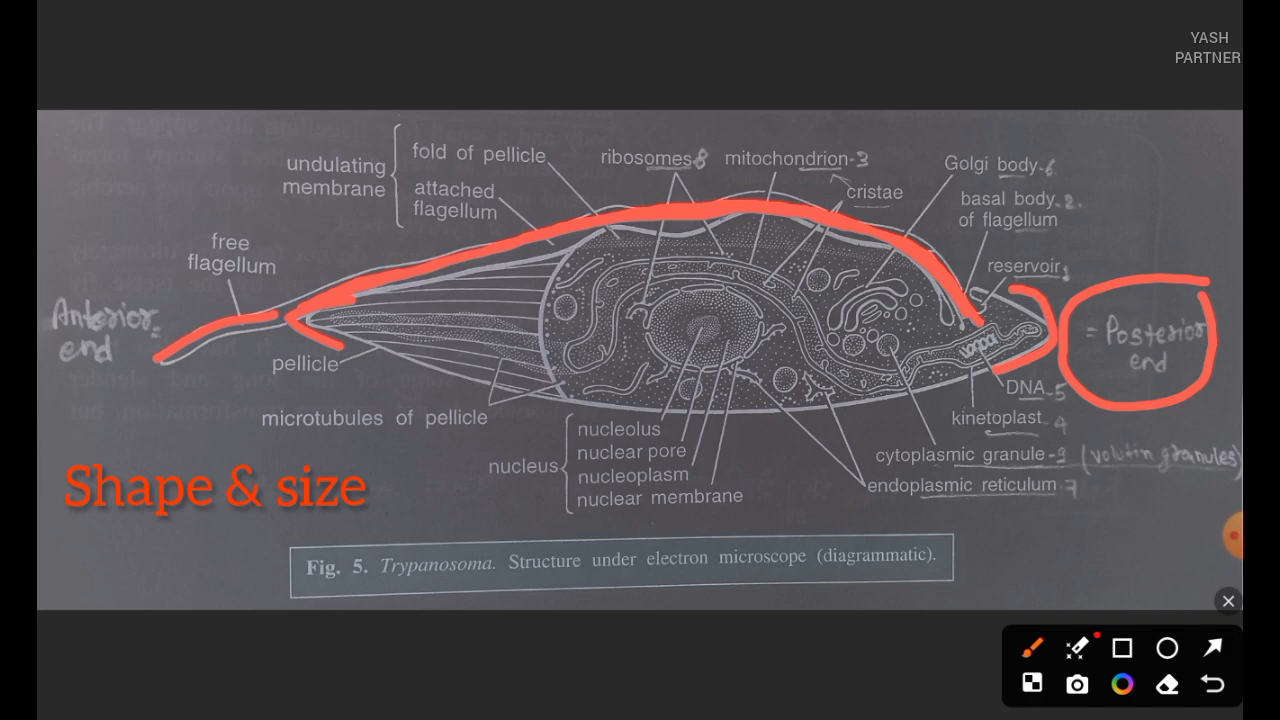 YASH
PARTNER
undulating
membrane
fold of pellicle
attached
flagellum
ribosomes-8
mitochondrion-3
cristae
Golgi body-6
basal body-2
of flagellum
reservoir 1
free
flagellum
Anterior
end
= Posterior
end
pellicle
microtubules of pellicle
DNA-5
kinetoplast-4
nucleus
nucleolus
nuclear pore
nucleoplasm
nuclear membrane
cytoplasmic granule-9 (volutin granules)
endoplasmic reticulum-7
Shape & size
Fig. 5. Trypanosoma. Structure under electron microscope (diagrammatic).